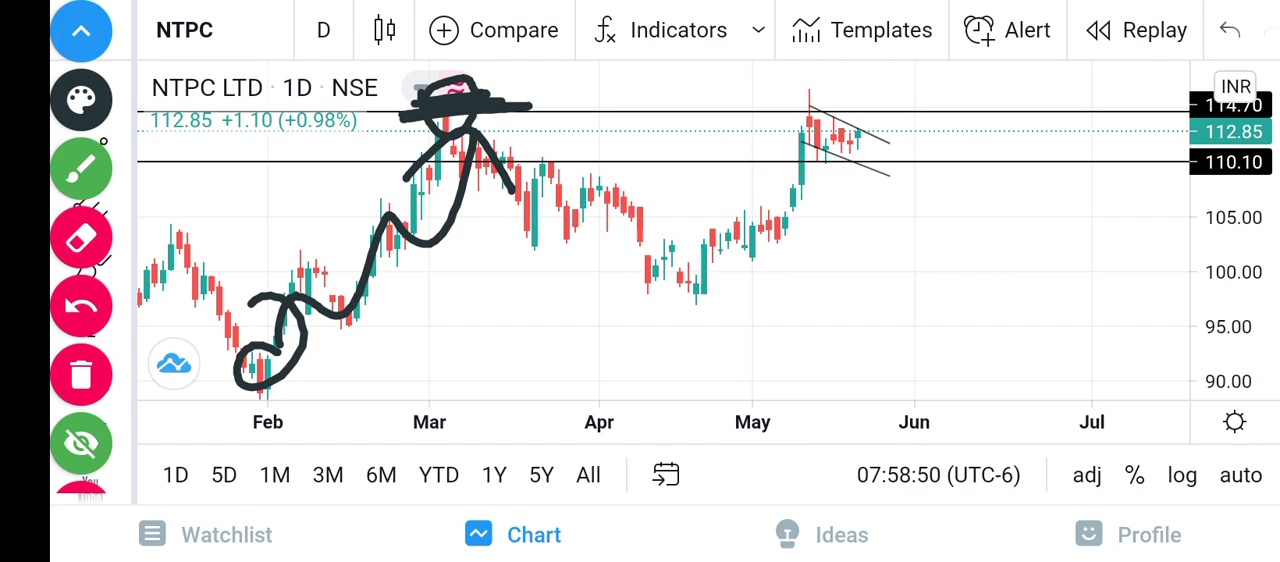 NTPC D Compare Indicators Templates Alert Replay
NTPC LTD · 1D · NSE
INR
114.70
112.85 +1.10 (+0.98%)
112.85
110.10
105.00
100.00
95.00
90.00
Feb Mar Apr May Jun Jul
1D 5D 1M 3M 6M YTD 1Y 5Y All 07:58:50 (UTC-6) adj % log auto
Watchlist Chart Ideas Profile